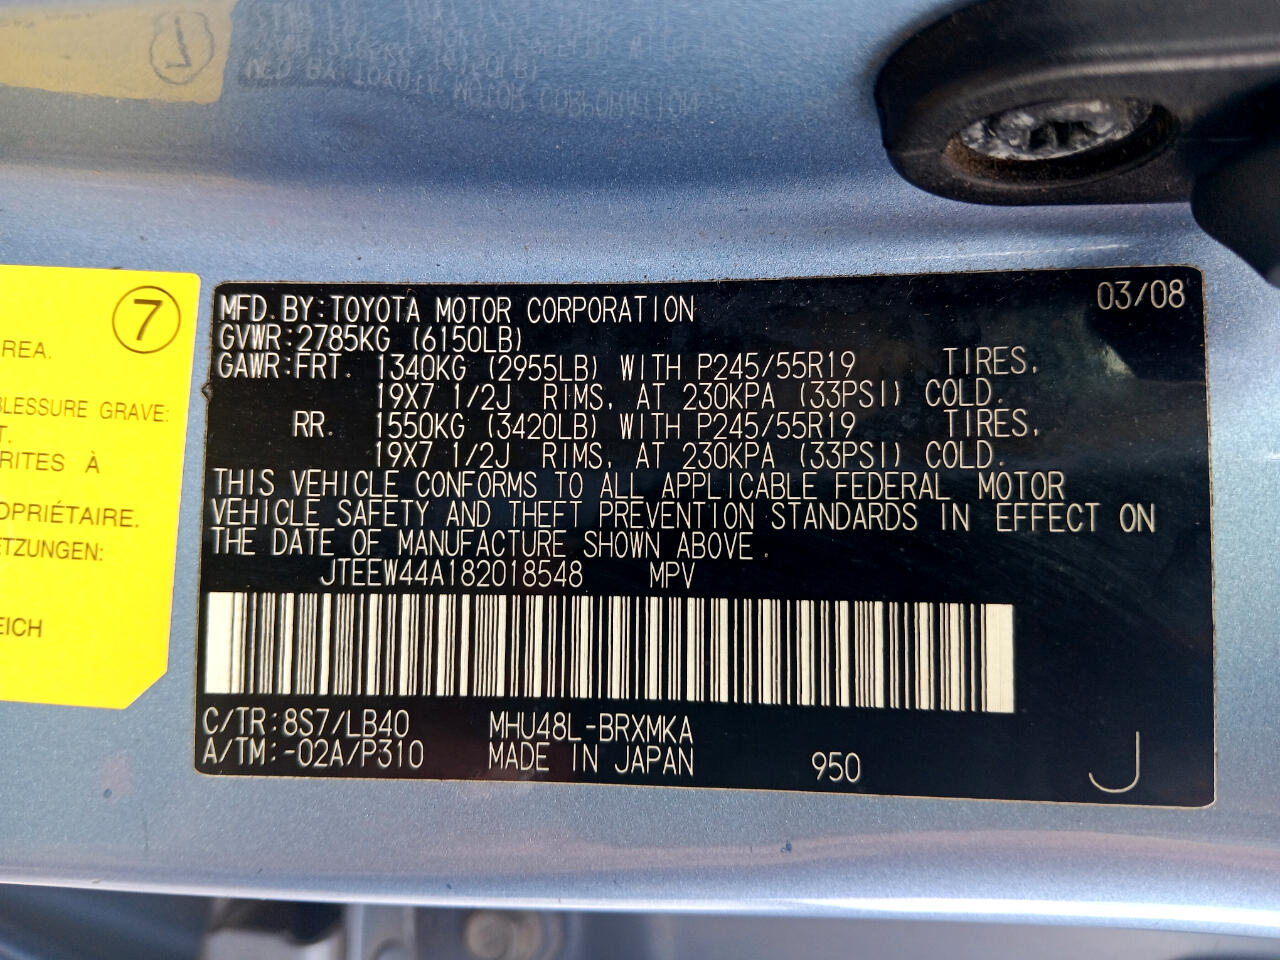 7
REA.
BLESSURE GRAVE:
T.
RITES À
OPRIÉTAIRE.
ETZUNGEN:
EICH
MFD.BY:TOYOTA MOTOR CORPORATION 03/08
GVWR:2785KG (6150LB)
GAWR:FRT. 1340KG (2955LB) WITH P245/55R19 TIRES,
19X7 1/2J RIMS, AT 230KPA (33PSI) COLD.
RR. 1550KG (3420LB) WITH P245/55R19 TIRES,
19X7 1/2J RIMS, AT 230KPA (33PSI) COLD.
THIS VEHICLE CONFORMS TO ALL APPLICABLE FEDERAL MOTOR
VEHICLE SAFETY AND THEFT PREVENTION STANDARDS IN EFFECT ON
THE DATE OF MANUFACTURE SHOWN ABOVE.
JTEEW44A182018548 MPV
C/TR:8S7/LB40 MHU48L-BRXMKA
A/TM:-02A/P310 MADE IN JAPAN 950 J